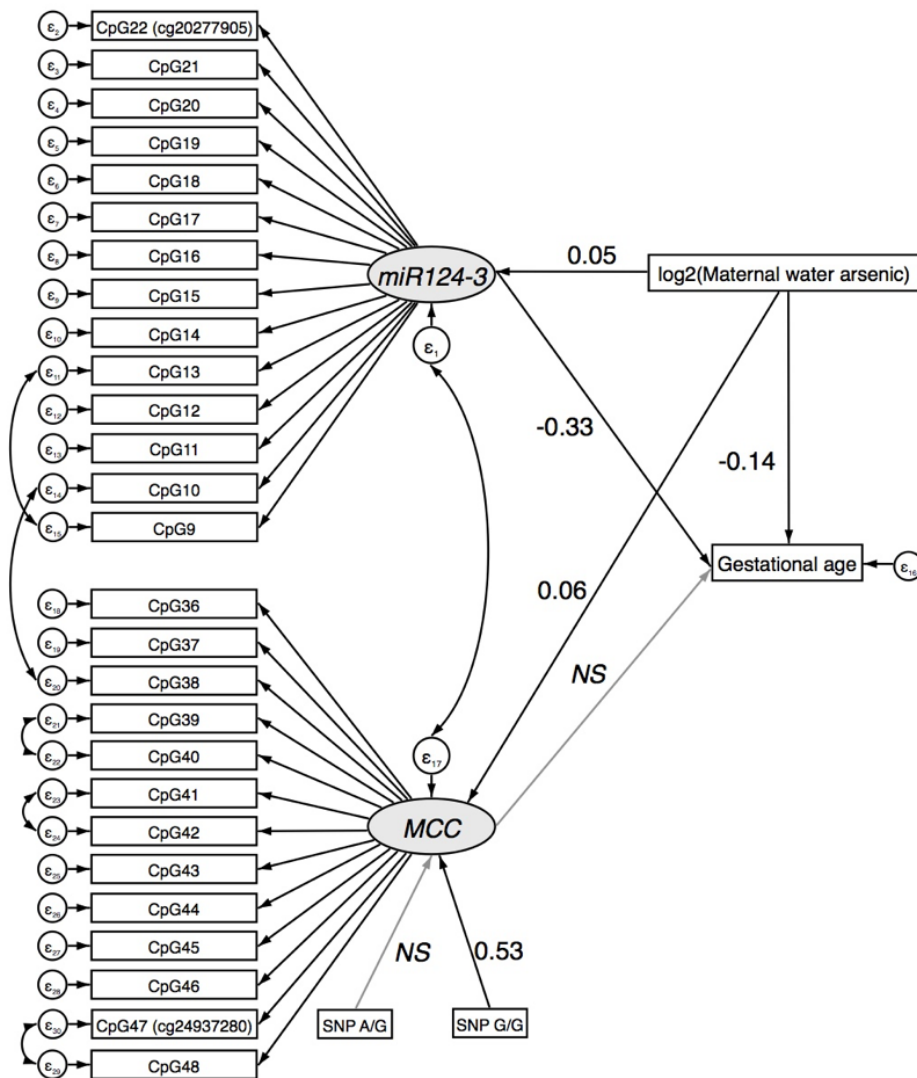 ε2 CpG22 (cg20277905)
ε3 CpG21
ε4 CpG20
ε5 CpG19
ε6 CpG18
ε7 CpG17
ε8 CpG16
ε9 CpG15
ε10 CpG14
ε11 CpG13
ε12 CpG12
ε13 CpG11
ε14 CpG10
ε15 CpG9
miR124-3
ε1
0.05
log2(Maternal water arsenic)
-0.33
-0.14
Gestational age
ε16
0.06
NS
ε18 CpG36
ε19 CpG37
ε20 CpG38
ε21 CpG39
ε22 CpG40
ε23 CpG41
ε24 CpG42
ε25 CpG43
ε26 CpG44
ε27 CpG45
ε28 CpG46
ε30 CpG47 (cg24937280)
ε29 CpG48
ε17
MCC
NS
0.53
SNP A/G
SNP G/G